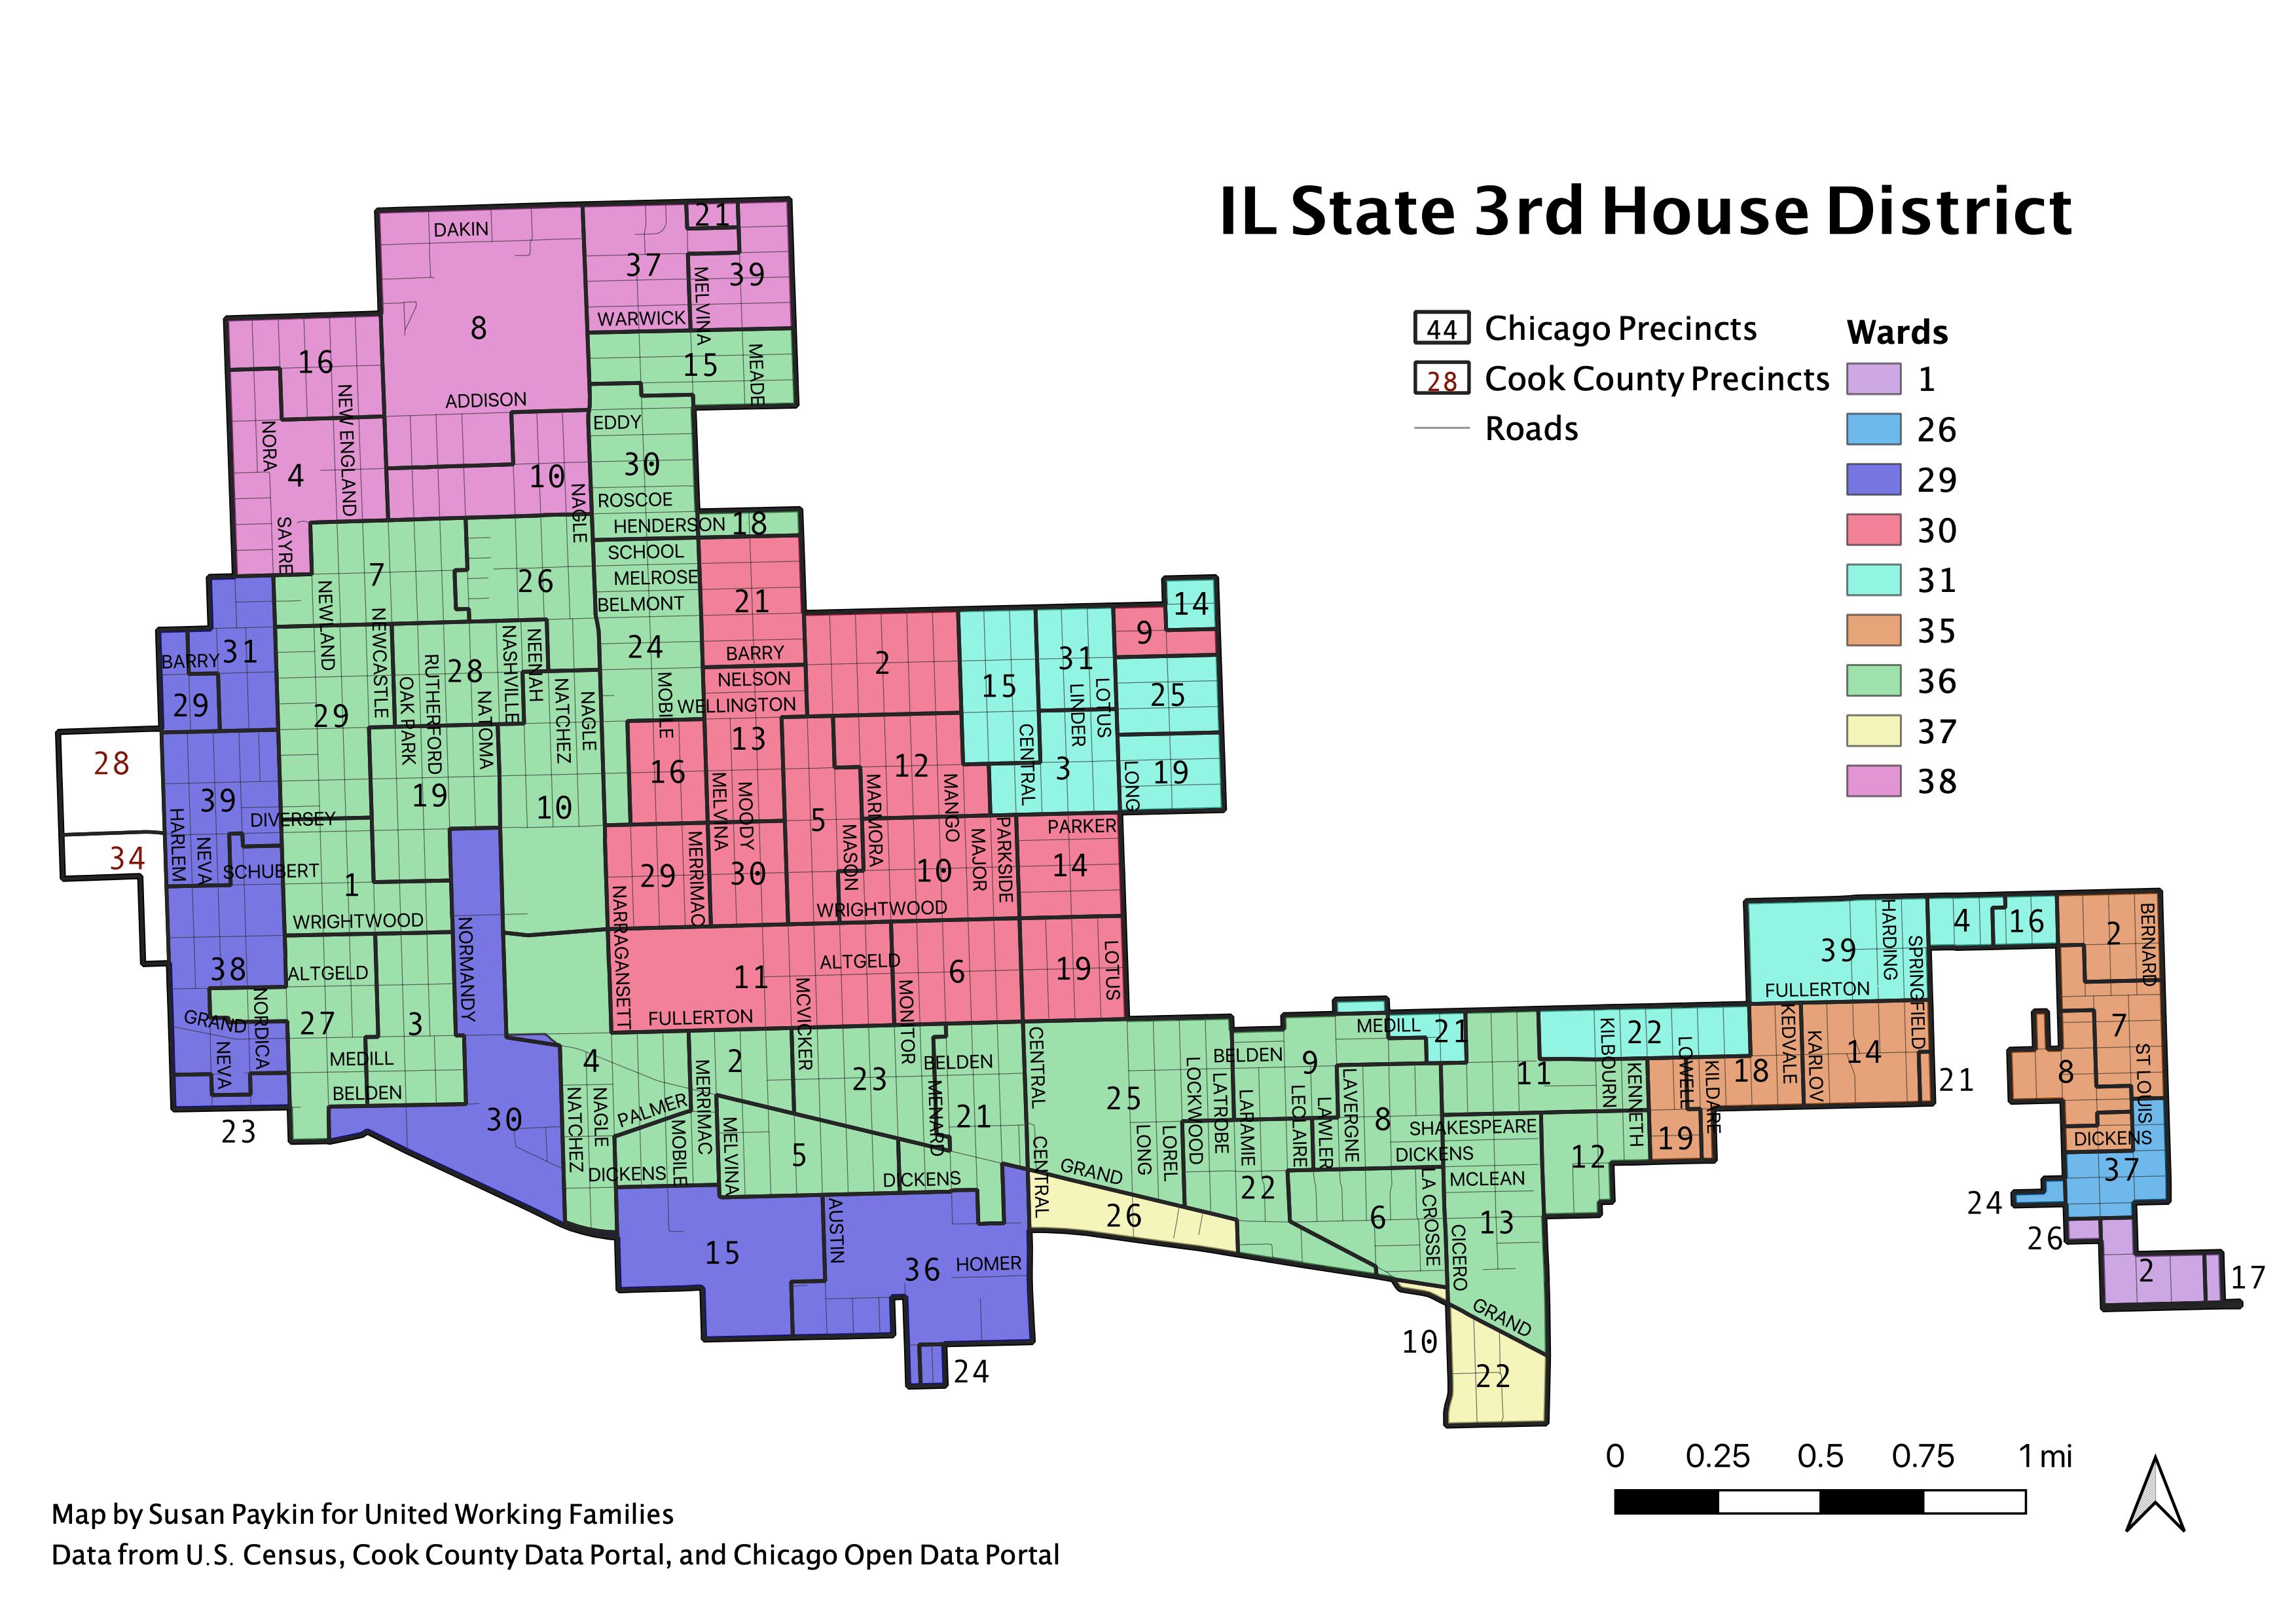 IL State 3rd House District
44 Chicago Precincts
28 Cook County Precincts
Roads
Wards
1
26
29
30
31
35
36
37
38
DAKIN
21
37
39
MELVINA
WARWICK
8
16
15
MEADE
NEW ENGLAND
ADDISON
NORA
4
EDDY
30
10
NAGLE
ROSCOE
SAYRE
HENDERSON
18
SCHOOL
7
26
MELROSE
21
BELMONT
14
NEWLAND
NEWCASTLE
NASHVILLE
NEENAH
24
9
BARRY
31
28
BARRY
2
31
RUTHERFORD
OAK PARK
NATOMA
NATCHEZ
NAGLE
MOBILE
NELSON
15
LINDER
LOTUS
25
29
29
WELLINGTON
13
CENTRAL
28
16
12
3
19
LONG
39
19
10
MELVINA
MOODY
MARMORA
MANGO
HARLEM
NEVA
DIVERSEY
5
MASON
MAJOR
PARKSIDE
PARKER
34
SCHUBERT
1
29
MERRIMAC
30
10
14
NARRAGANSETT
WRIGHTWOOD
WRIGHTWOOD
NORMANDY
38
ALTGELD
11
ALTGELD
6
19
LOTUS
NORDICA
MCVICKER
MONITOR
GRAND
27
3
FULLERTON
NEVA
MEDILL
4
2
BELDEN
BELDEN
23
MENARD
21
CENTRAL
23
30
NATCHEZ
NAGLE
PALMER
MERRIMAC
MOBILE
MELVINA
5
DICKENS
DICKENS
CENTRAL
15
AUSTIN
36
HOMER
24
25
LOCKWOOD
LATROBE
BELDEN
9
MEDILL
21
LONG
LOREL
LARAMIE
LECLAIRE
LAWLER
LAVERGNE
8
GRAND
26
22
DICKENS
SHAKESPEARE
6
LA CROSSE
MCLEAN
13
CICERO
GRAND
10
22
11
KILBOURN
22
KENNETH
12
LOWELL
KILDARE
19
18
KEDVALE
KARLOV
14
21
39
HARDING
SPRINGFIELD
FULLERTON
4
16
2
BERNARD
7
8
ST LOUIS
DICKENS
37
24
26
2
17
0 0.25 0.5 0.75 1 mi
Map by Susan Paykin for United Working Families
Data from U.S. Census, Cook County Data Portal, and Chicago Open Data Portal